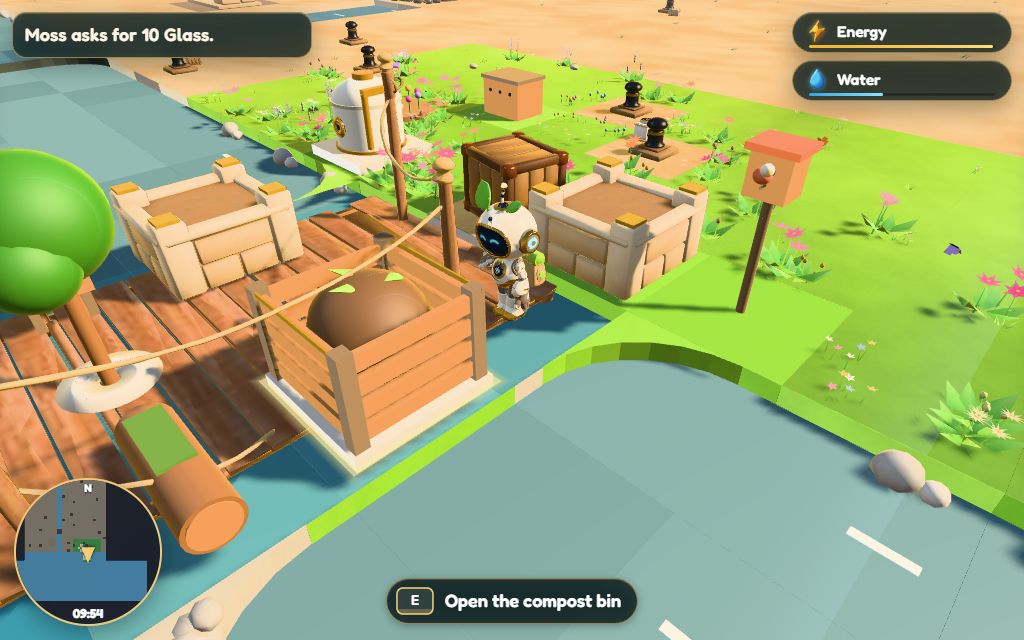 Moss asks for 10 Glass.
Energy
Water
N
09:54
E Open the compost bin